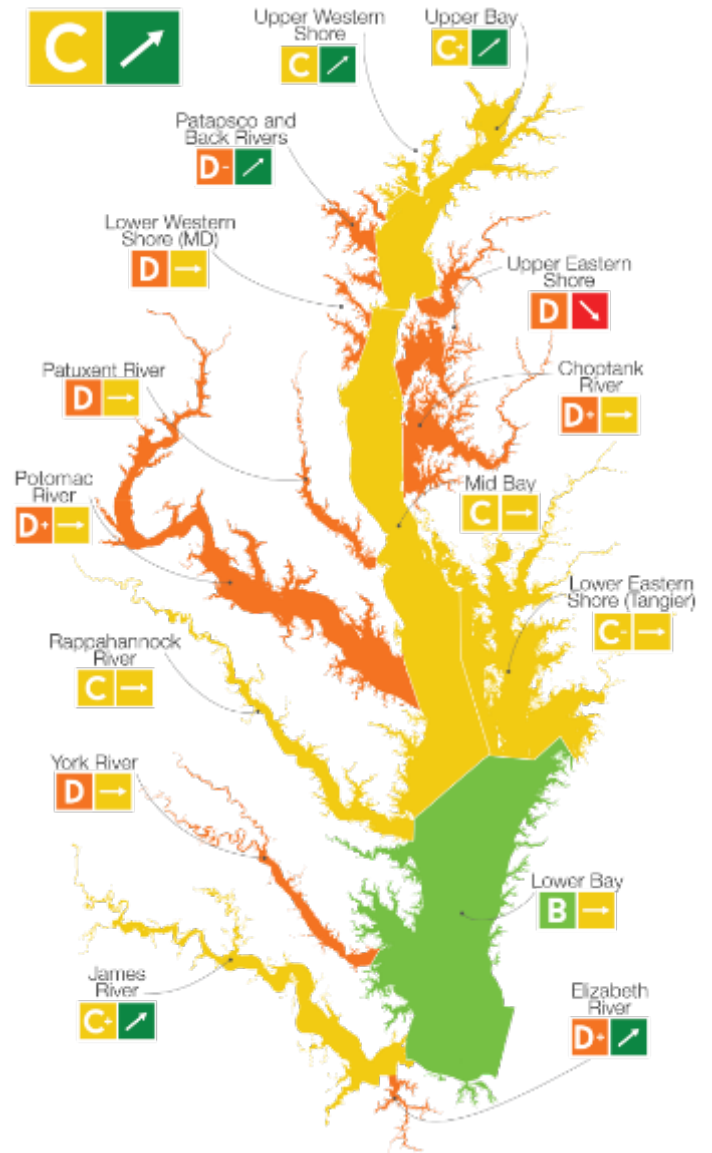 C
Upper Western
Shore
C
Upper Bay
C+
Patapsco and
Back Rivers
D-
Lower Western
Shore (MD)
D
Upper Eastern
Shore
D
Patuxent River
D
Choptank
River
D+
Potomac
River
D+
Mid Bay
C
Lower Eastern
Shore (Tangier)
C-
Rappahannock
River
C
York River
D
Lower Bay
B
James
River
C+
Elizabeth
River
D+